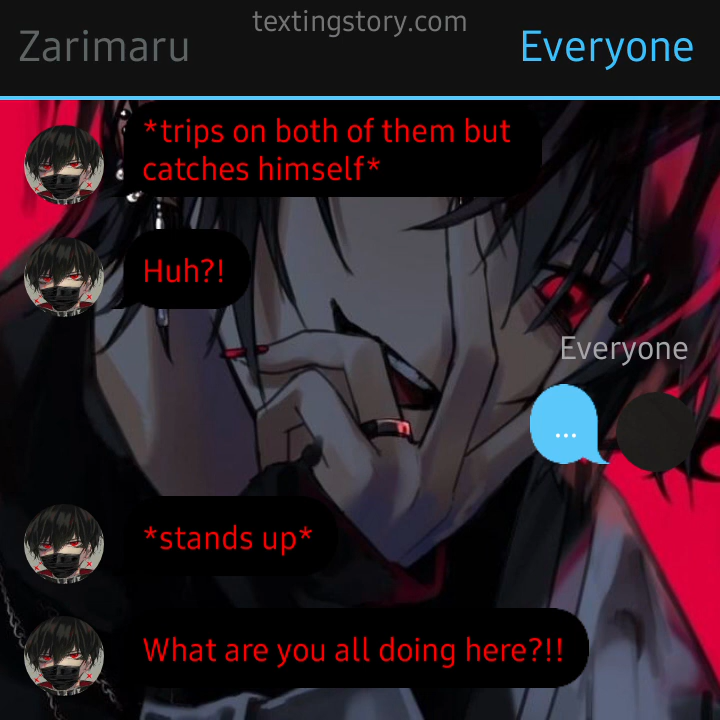 textingstory.com
Zarimaru
Everyone
*trips on both of them but
catches himself*
Huh?!
Everyone
...
*stands up*
What are you all doing here?!!